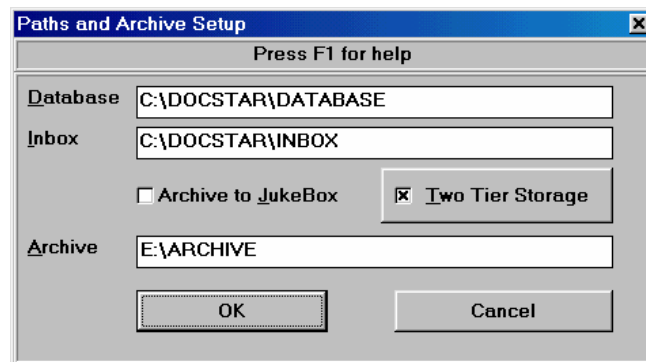 Paths and Archive Setup
Press F1 for help
Database C:\DOCSTAR\DATABASE
Inbox C:\DOCSTAR\INBOX
Archive to JukeBox Two Tier Storage
Archive E:\ARCHIVE
OK Cancel